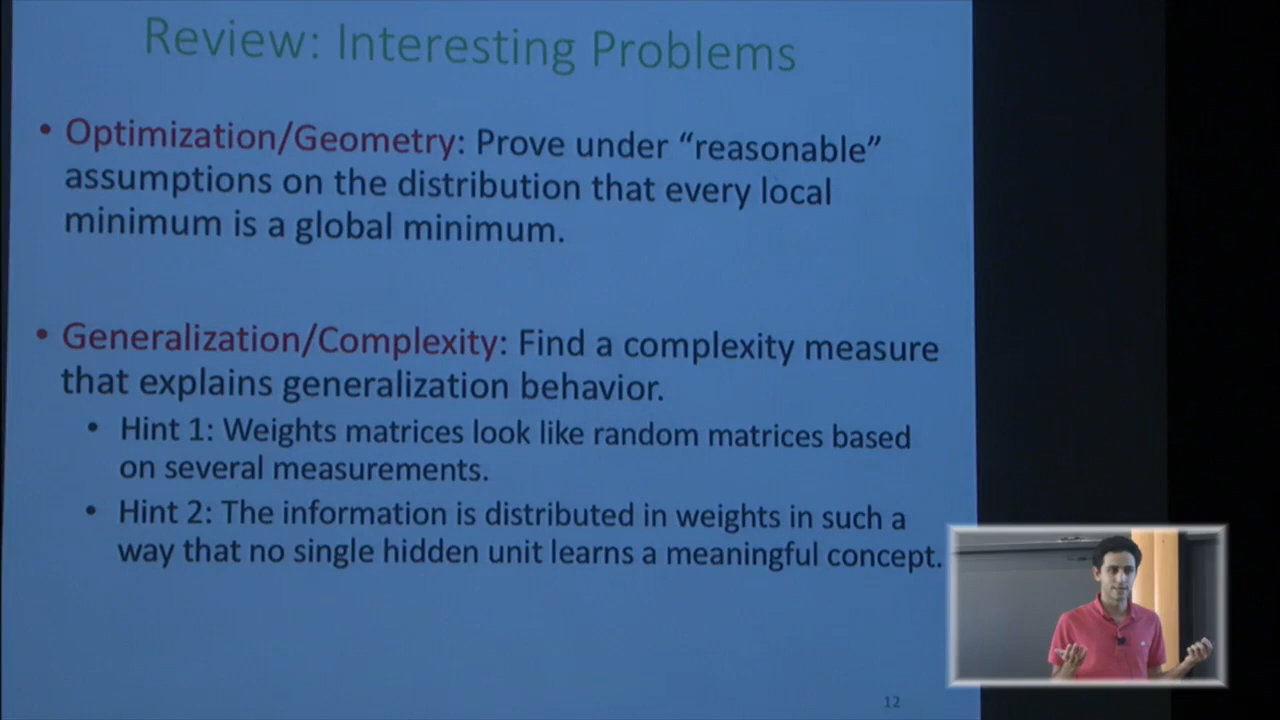 Review: Interesting Problems
• Optimization/Geometry: Prove under “reasonable”
assumptions on the distribution that every local
minimum is a global minimum.
• Generalization/Complexity: Find a complexity measure
that explains generalization behavior.
• Hint 1: Weights matrices look like random matrices based
on several measurements.
• Hint 2: The information is distributed in weights in such a
way that no single hidden unit learns a meaningful concept.
12